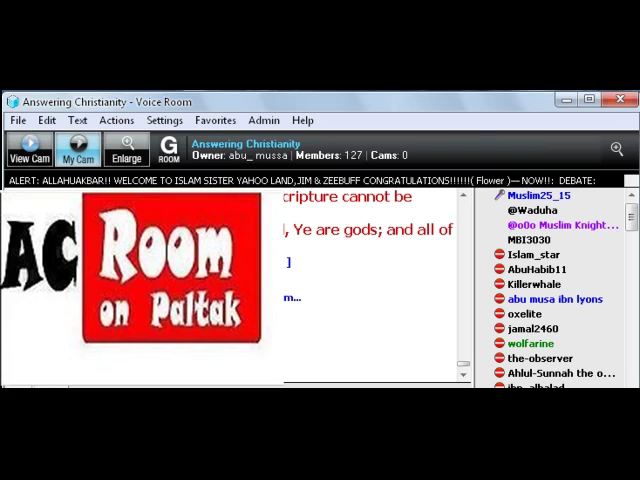 Answering Christianity - Voice Room
File Edit Text Actions Settings Favorites Admin Help
View Cam My Cam Enlarge G ROOM
Answering Christianity
Owner: abu_ mussa | Members: 127 | Cams: 0
ALERT: ALLAHUAKBAR!! WELCOME TO ISLAM SISTER YAHOO LAND,JIM & ZEEBUFF CONGRATULATIONS!!!!!!( Flower )—NOW!!: DEBATE:
AC Room
on Paltak
cripture cannot be
, Ye are gods; and all of
]
m...
Muslim25_15
@Waduha
@o0o Muslim Knight...
MBI3030
Islam_star
AbuHabib11
Killerwhale
abu musa ibn lyons
oxelite
jamal2460
wolfarine
the-observer
Ahlul-Sunnah the o...
ibn_albalad